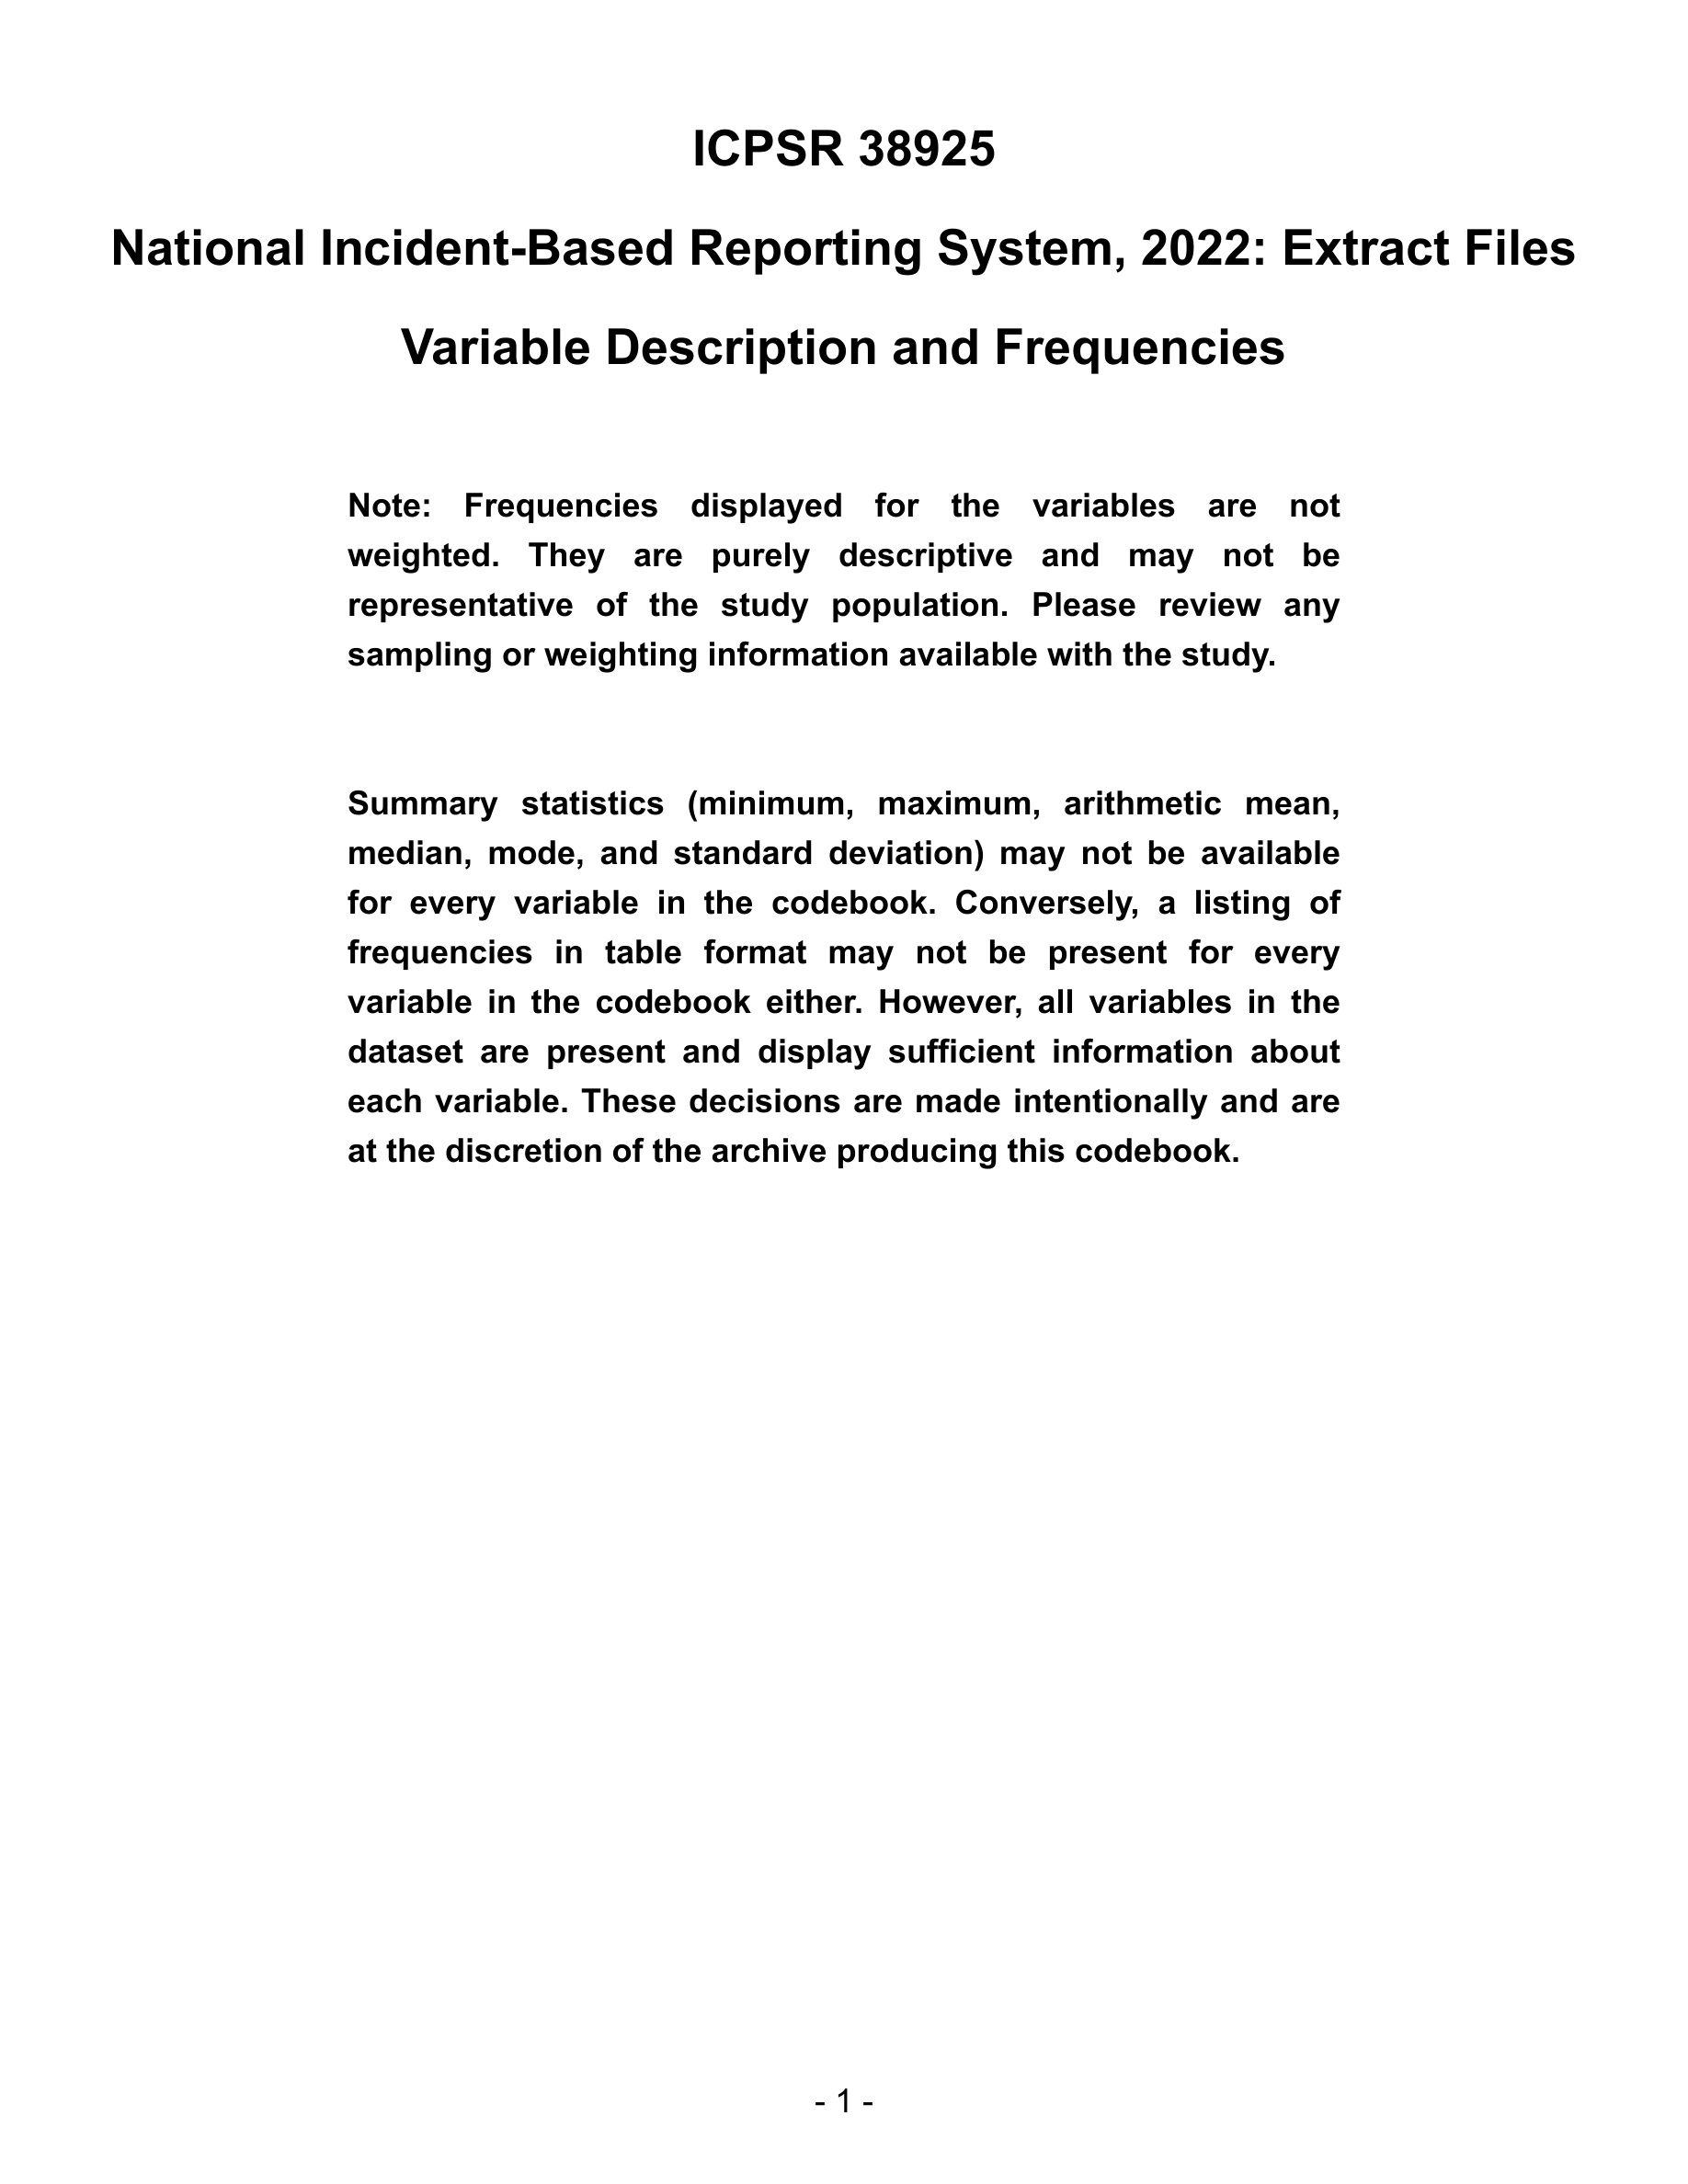 ICPSR 38925
National Incident-Based Reporting System, 2022: Extract Files
Variable Description and Frequencies
Note: Frequencies displayed for the variables are not
weighted. They are purely descriptive and may not be
representative of the study population. Please review any
sampling or weighting information available with the study.
Summary statistics (minimum, maximum, arithmetic mean,
median, mode, and standard deviation) may not be available
for every variable in the codebook. Conversely, a listing of
frequencies in table format may not be present for every
variable in the codebook either. However, all variables in the
dataset are present and display sufficient information about
each variable. These decisions are made intentionally and are
at the discretion of the archive producing this codebook.
- 1 -